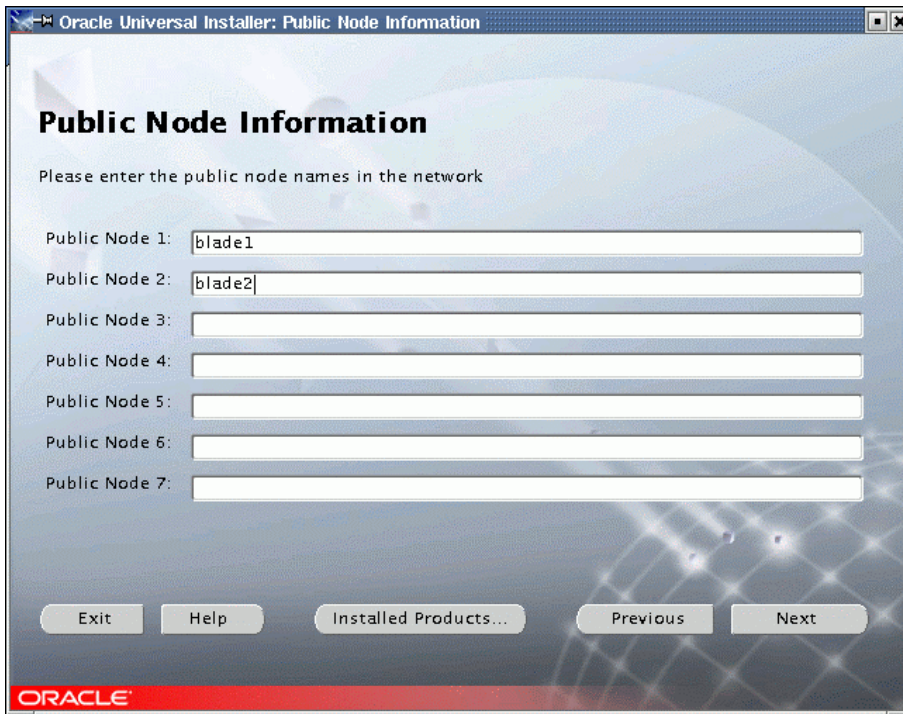 Oracle Universal Installer: Public Node Information
Public Node Information
Please enter the public node names in the network
Public Node 1: blade1
Public Node 2: blade2
Public Node 3:
Public Node 4:
Public Node 5:
Public Node 6:
Public Node 7:
Exit Help Installed Products... Previous Next
ORACLE